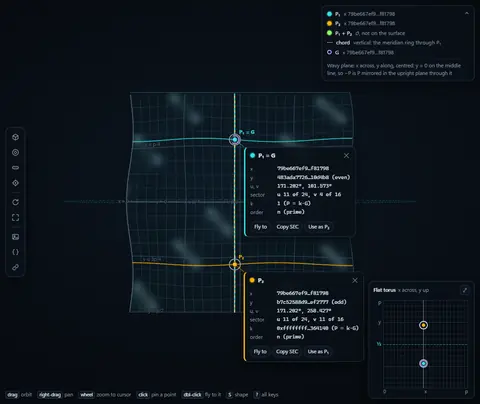 P₁ x 79be667ef9…f81798
P₂ x 79be667ef9…f81798
P₁ + P₂ 𝒪, not on the surface
chord vertical: the meridian ring through P₁
G x 79be667ef9…f81798
Wavy plane: x across, y along, centred: y = 0 on the middle
line, so −P is P mirrored in the upright plane through it
P₁ = G
P₁ = G
x 79be667ef9…f81798
y 483ada7726…10d4b8 (even)
u, v 171.202°, 101.573°
sector u 11 of 24, v 4 of 16
k 1 (P = k·G)
order n (prime)
Fly to Copy SEC Use as P₂
P₂
P₂
x 79be667ef9…f81798
y b7c52588d9…ef2777 (odd)
u, v 171.202°, 258.427°
sector u 11 of 24, v 11 of 16
k 0xffffffff…364140 (P = k·G)
order n (prime)
Fly to Copy SEC Use as P₁
Flat torus x across, y up
p
y
0
x
p
drag: orbit right-drag: pan wheel: zoom to cursor click: pin a point dbl-click: fly to it S shape ? all keys